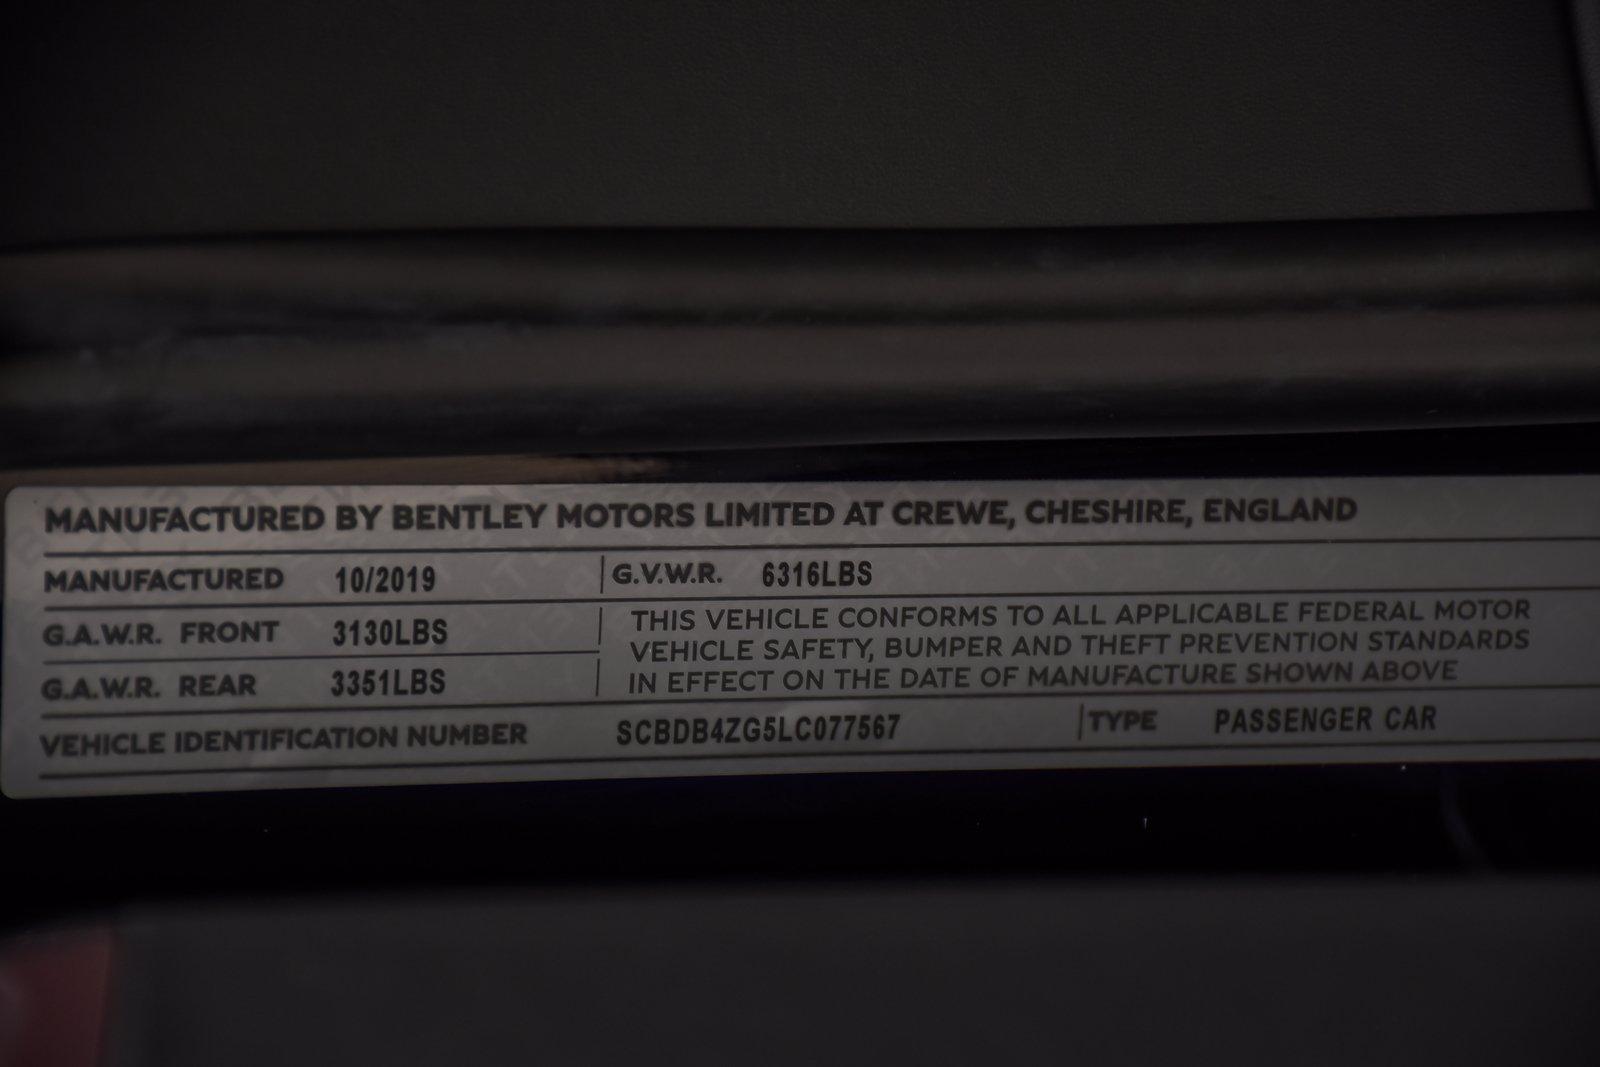 MANUFACTURED BY BENTLEY MOTORS LIMITED AT CREWE, CHESHIRE, ENGLAND
MANUFACTURED 10/2019 G.V.W.R. 6316LBS
G.A.W.R. FRONT 3130LBS
G.A.W.R. REAR 3351LBS
THIS VEHICLE CONFORMS TO ALL APPLICABLE FEDERAL MOTOR
VEHICLE SAFETY, BUMPER AND THEFT PREVENTION STANDARDS
IN EFFECT ON THE DATE OF MANUFACTURE SHOWN ABOVE
VEHICLE IDENTIFICATION NUMBER SCBDB4ZG5LC077567 TYPE PASSENGER CAR